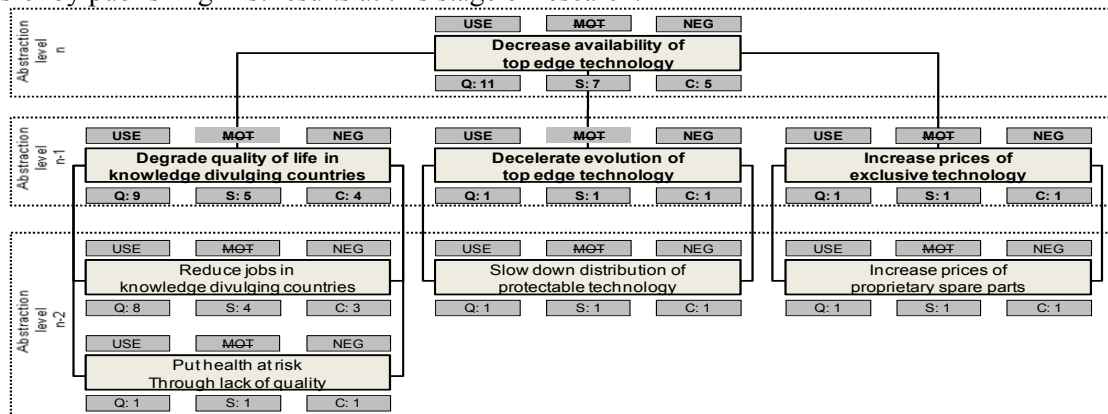 Abstraction
level
n
USE MOT NEG
Decrease availability of
top edge technology
Q: 11 S: 7 C: 5
Abstraction
level
n-1
USE MOT NEG
Degrade quality of life in
knowledge divulging countries
Q: 9 S: 5 C: 4
USE MOT NEG
Decelerate evolution of
top edge technology
Q: 1 S: 1 C: 1
USE MOT NEG
Increase prices of
exclusive technology
Q: 1 S: 1 C: 1
Abstraction
level
n-2
USE MOT NEG
Reduce jobs in
knowledge divulging countries
Q: 8 S: 4 C: 3
USE MOT NEG
Put health at risk
Through lack of quality
Q: 1 S: 1 C: 1
USE MOT NEG
Slow down distribution of
protectable technology
Q: 1 S: 1 C: 1
USE MOT NEG
Increase prices of
proprietary spare parts
Q: 1 S: 1 C: 1